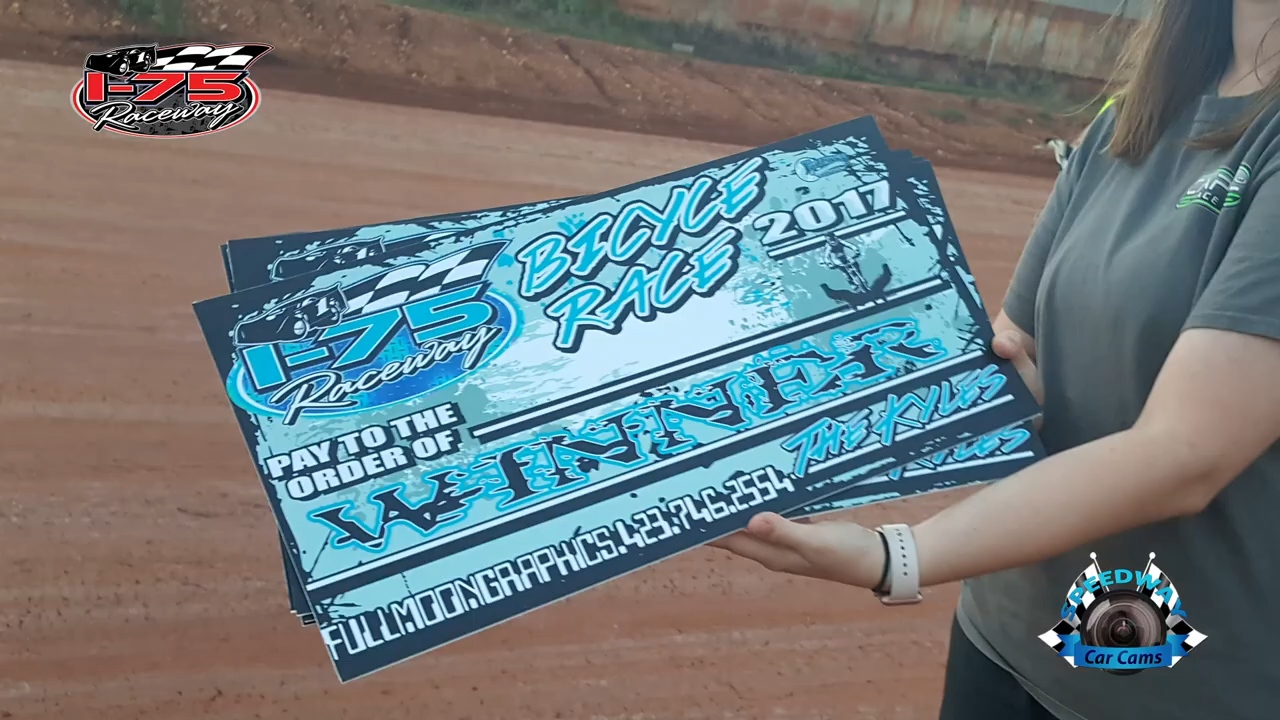 I-75
Raceway
BICYCLE
RACE
2017
I-75
Raceway
PAY TO THE
ORDER OF
WINNER
THE KYLES
KYLES
FULLMOONGRAPHICS.423.746.2554
SPEEDWAY
Car Cams